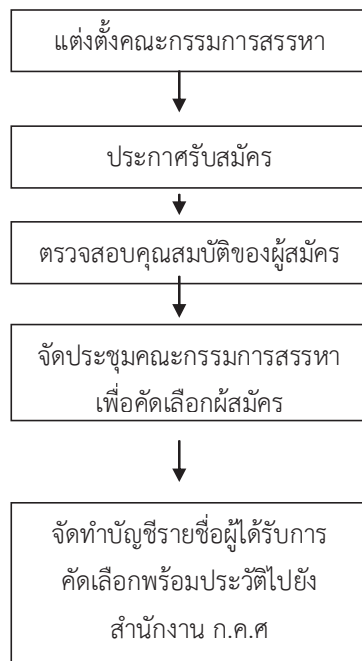 แต่งตั้งคณะกรรมการสรรหา
ประกาศรับสมัคร
ตรวจสอบคุณสมบัติของผู้สมัคร
จัดประชุมคณะกรรมการสรรหา
เพื่อคัดเลือกผ้สมัคร
จัดทำบัญชีรายชื่อผู้ได้รับการ
คัดเลือกพร้อมประวัติไปยัง
สำนักงาน ก.ค.ศ